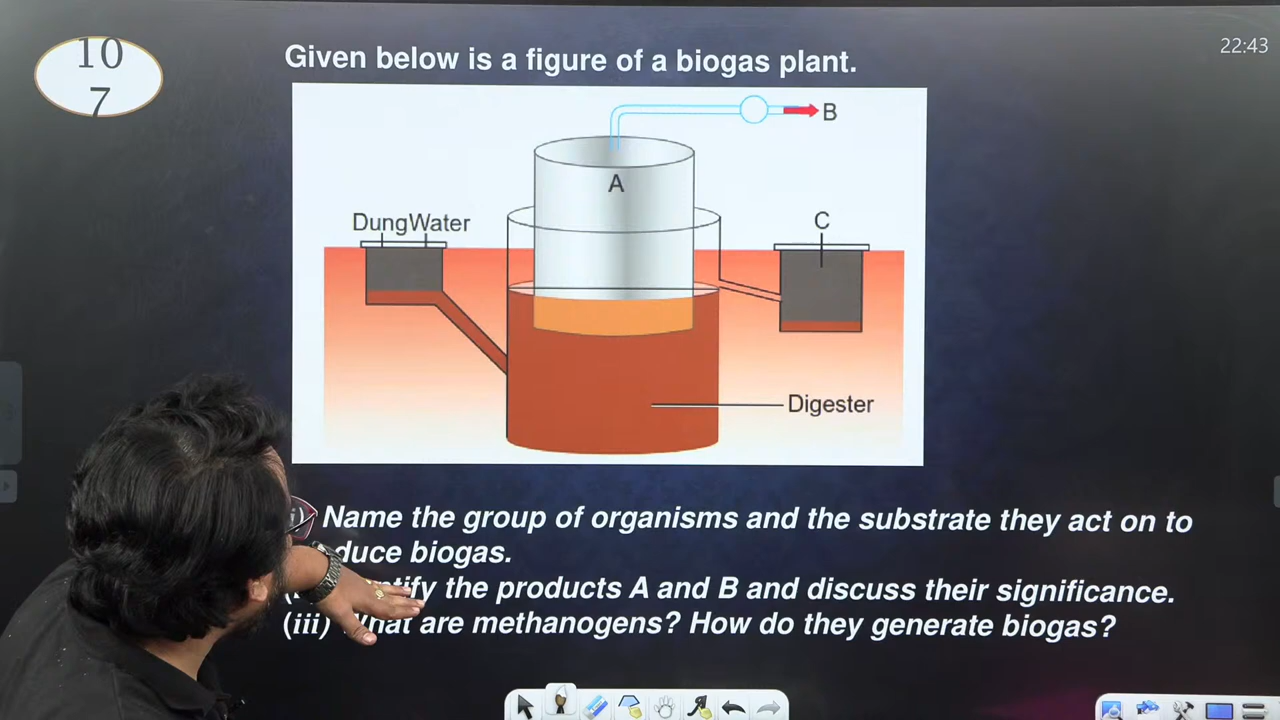 10
7
22:43
Given below is a figure of a biogas plant.
B
A
DungWater
C
Digester
Name the group of organisms and the substrate they act on to
duce biogas.
the products A and B and discuss their significance.
(iii) What are methanogens? How do they generate biogas?